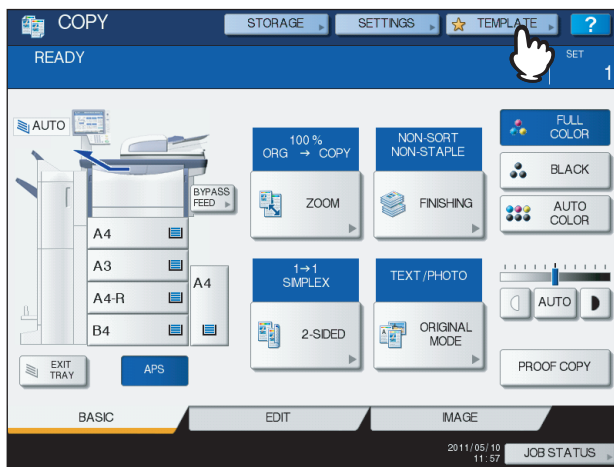 COPY
STORAGE
SETTINGS
TEMPLATE
?
READY
SET
1
AUTO
BYPASS
FEED
A4
A3
A4-R
B4
A4
EXIT
TRAY
APS
100 %
ORG → COPY
ZOOM
NON-SORT
NON-STAPLE
FINISHING
1→1
SIMPLEX
2-SIDED
TEXT/PHOTO
ORIGINAL
MODE
FULL
COLOR
BLACK
AUTO
COLOR
AUTO
PROOF COPY
BASIC
EDIT
IMAGE
2011/05/10
11:57
JOB STATUS